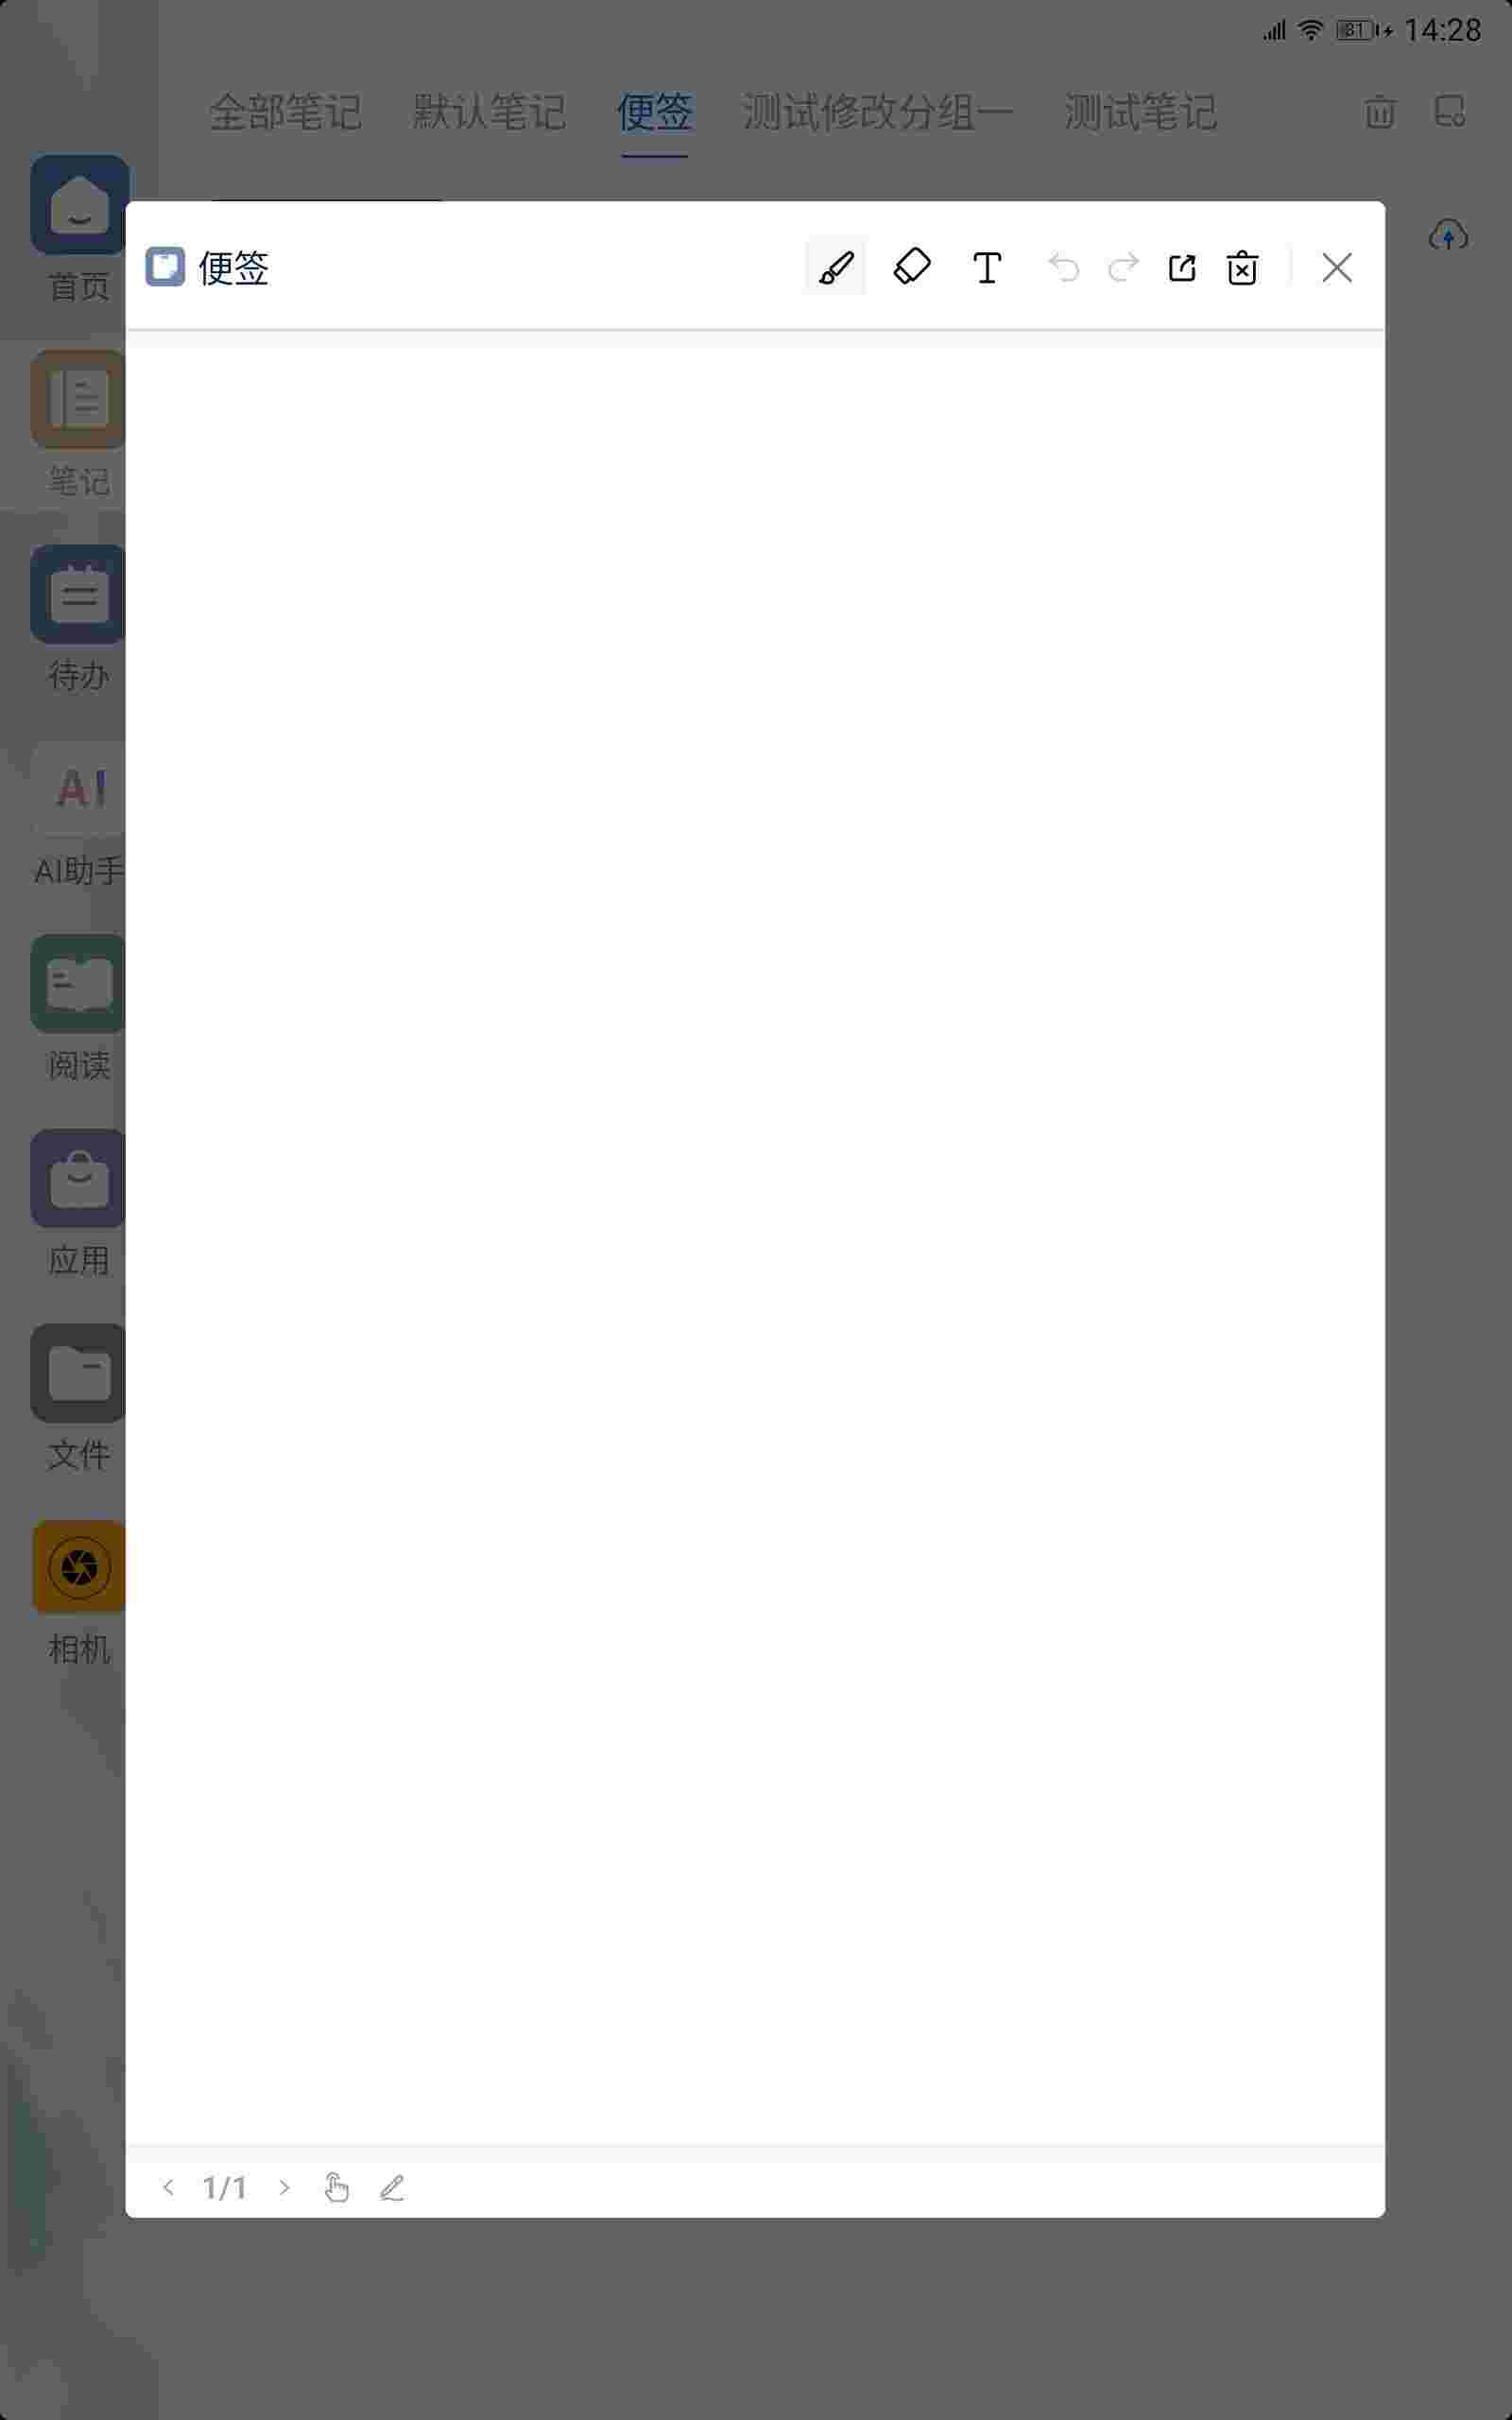 81 14:28
全部笔记 默认笔记 便签 测试修改分组一 测试笔记
首页
便签 T
笔记
待办
AI
AI助手
阅读
应用
文件
相机
1/1